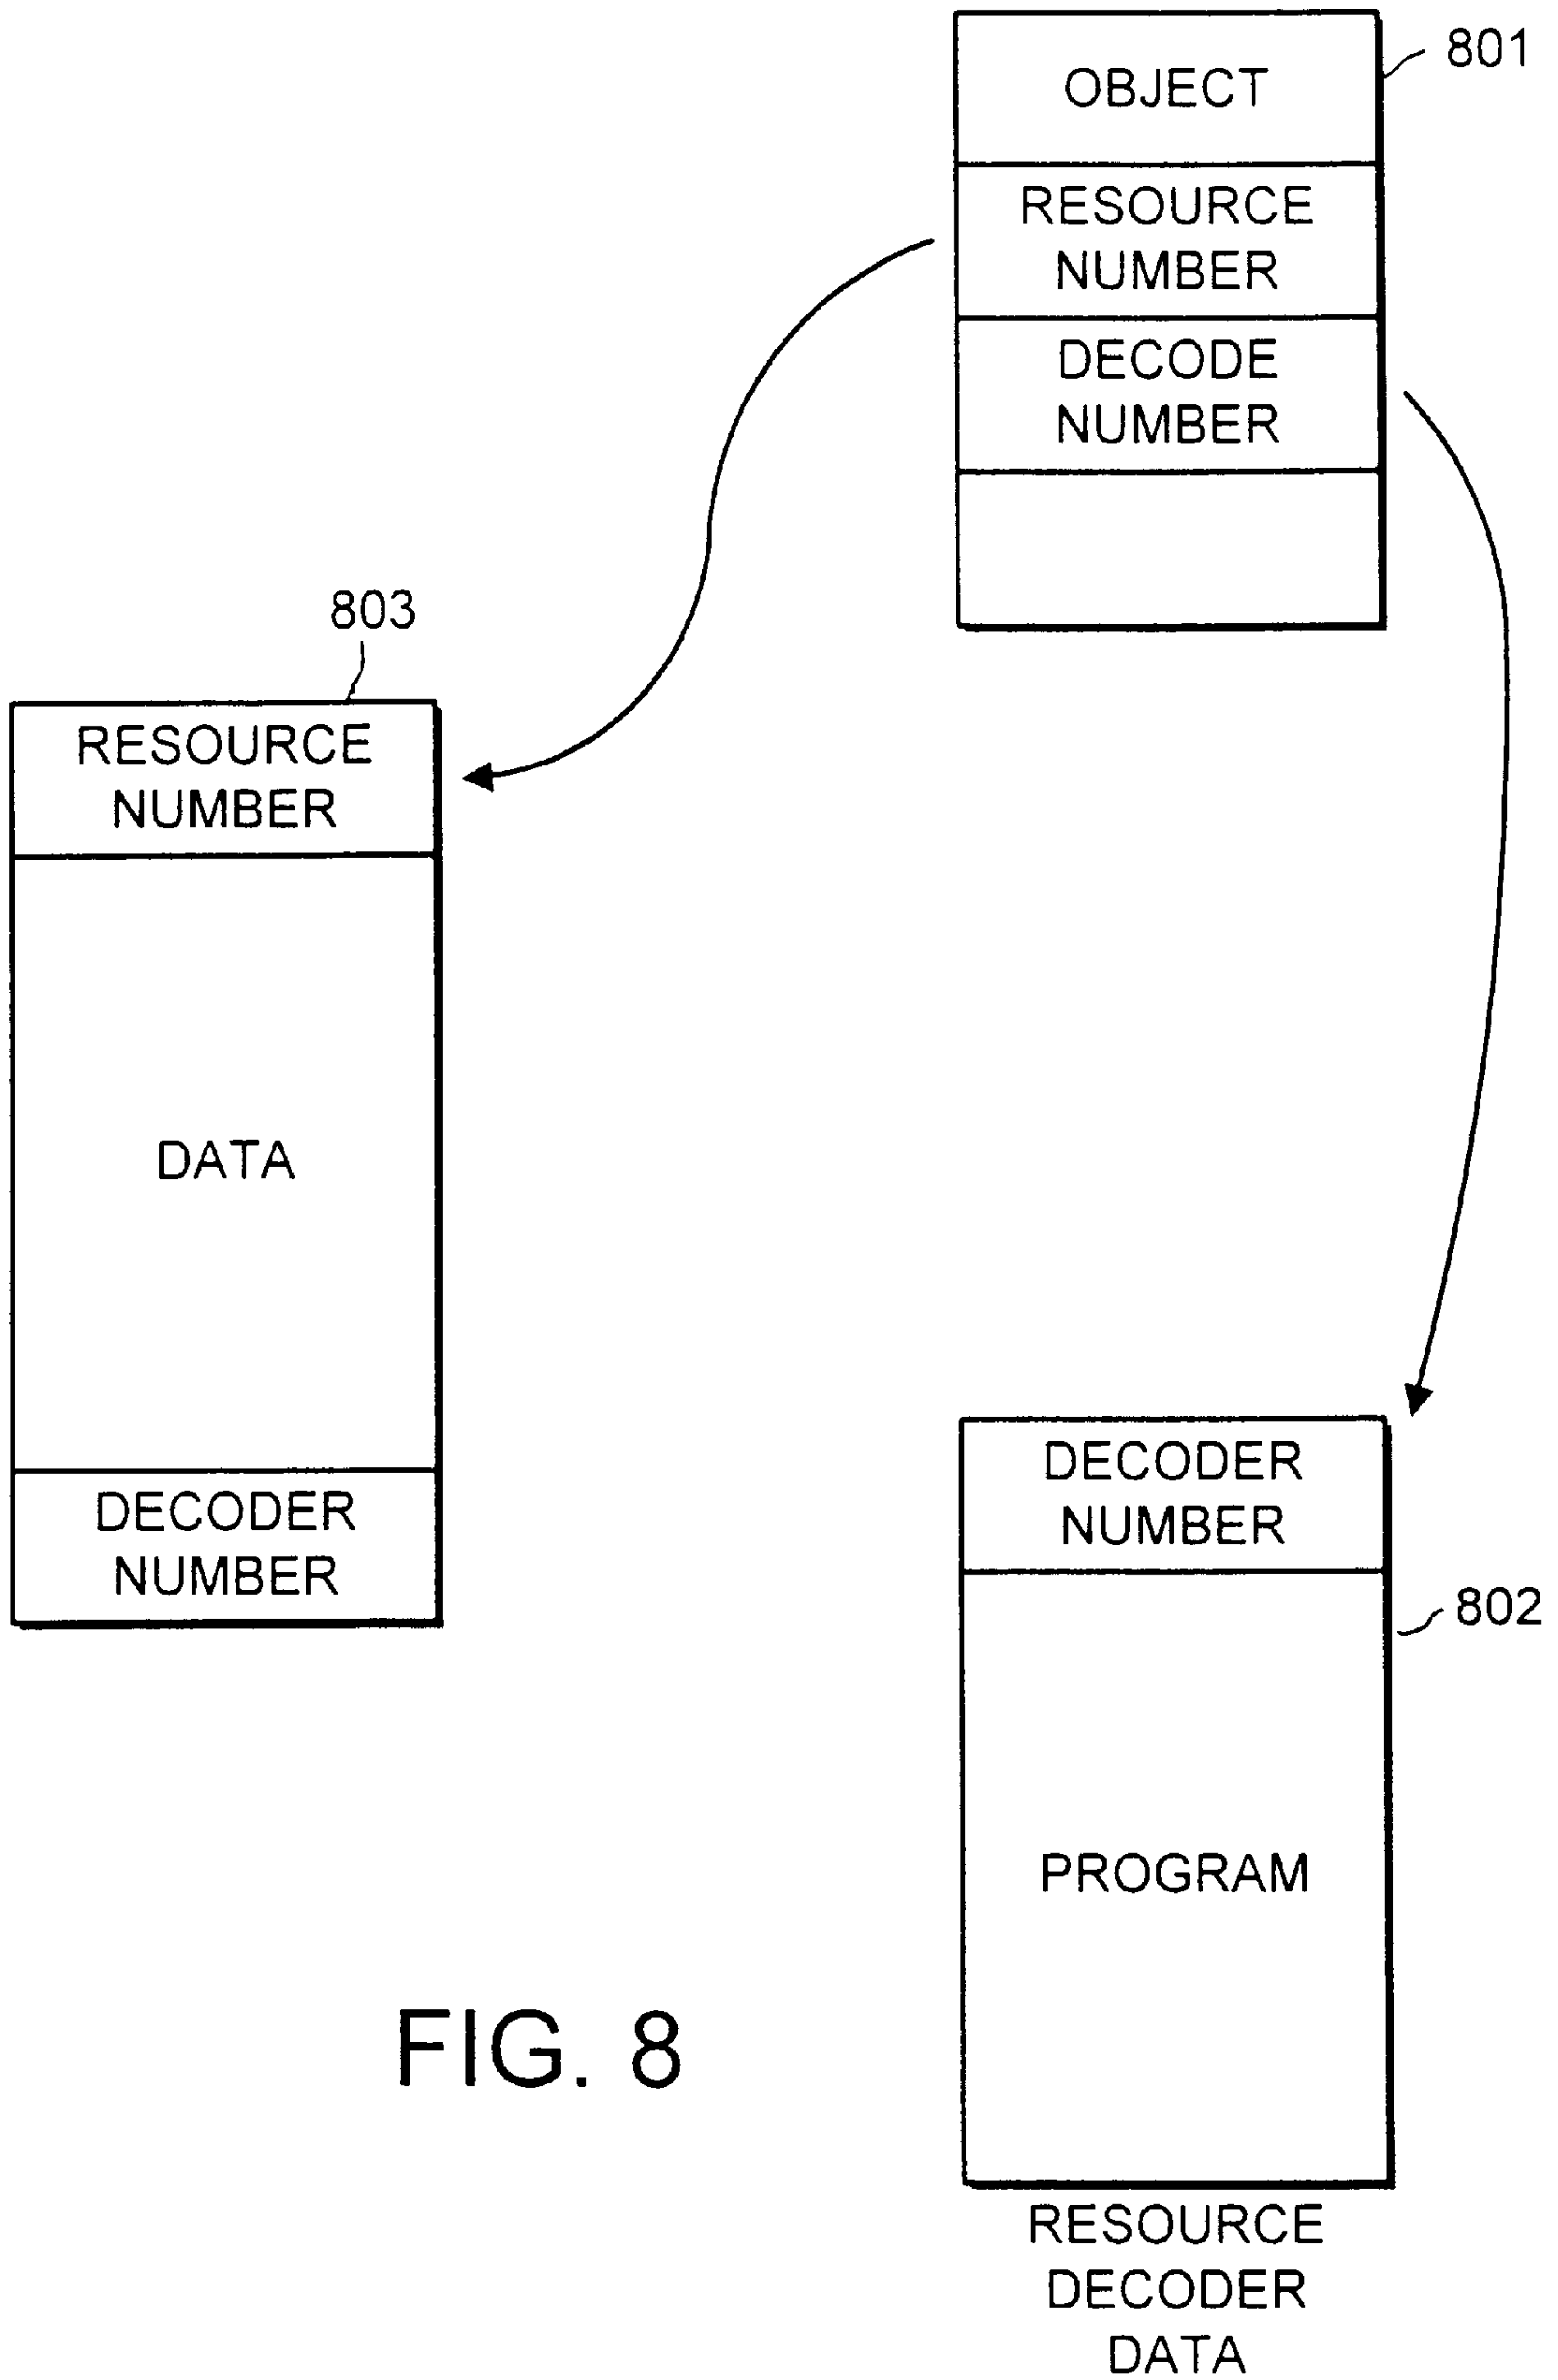 801
OBJECT
RESOURCE
NUMBER
DECODE
NUMBER
803
RESOURCE
NUMBER
DATA
DECODER
NUMBER
DECODER
NUMBER
802
PROGRAM
FIG. 8
RESOURCE
DECODER
DATA